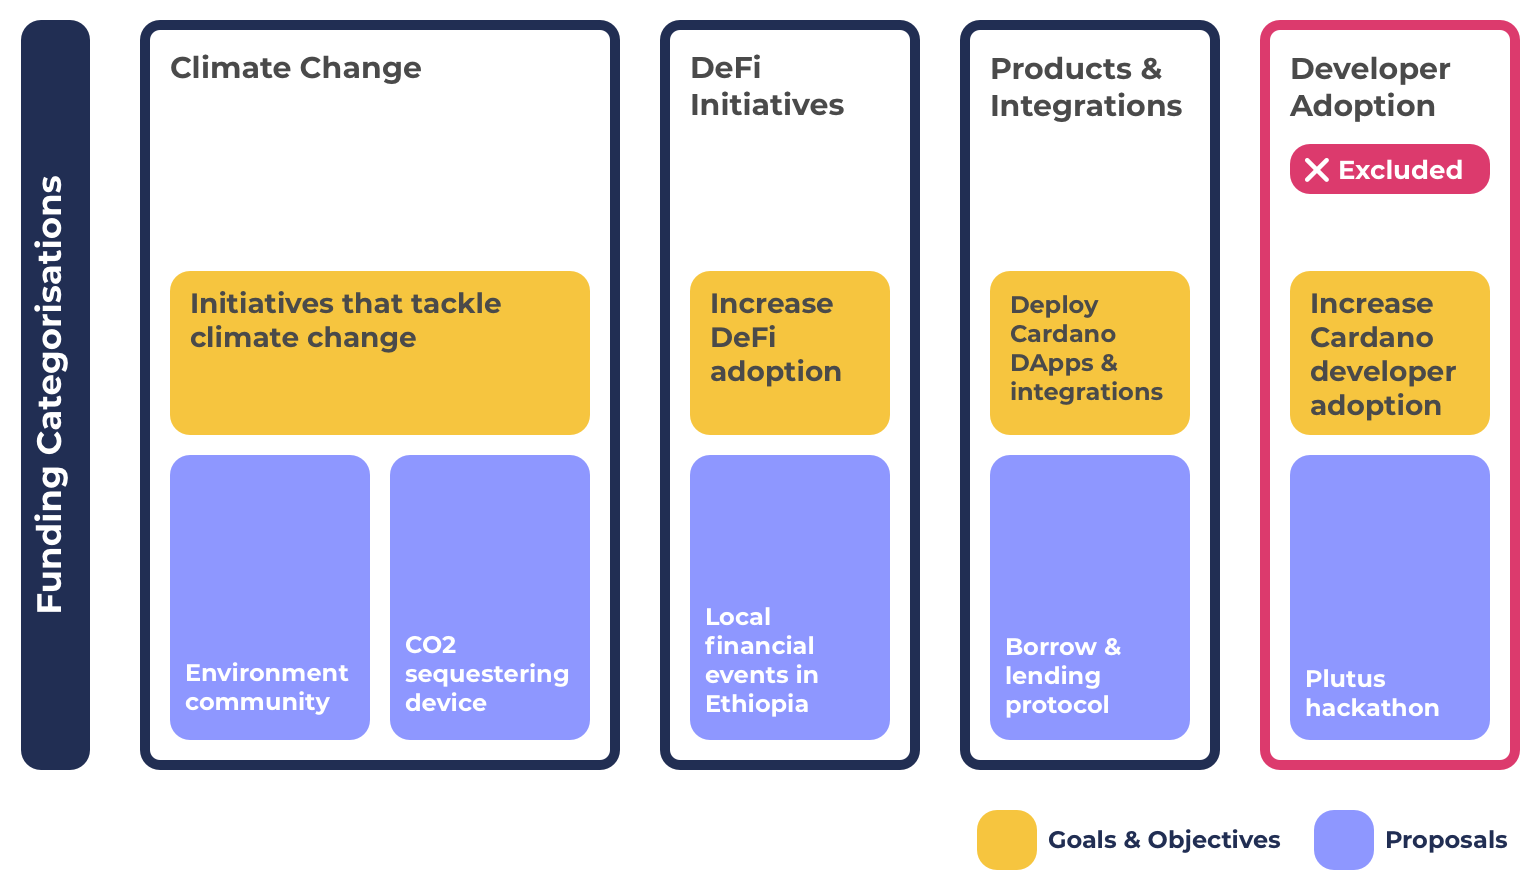 Funding Categorisations
Climate Change
Initiatives that tackle
climate change
Environment
community
CO2
sequestering
device
DeFi
Initiatives
Increase
DeFi
adoption
Local
financial
events in
Ethiopia
Products &
Integrations
Deploy
Cardano
DApps &
integrations
Borrow &
lending
protocol
Developer
Adoption
Excluded
Increase
Cardano
developer
adoption
Plutus
hackathon
Goals & Objectives
Proposals